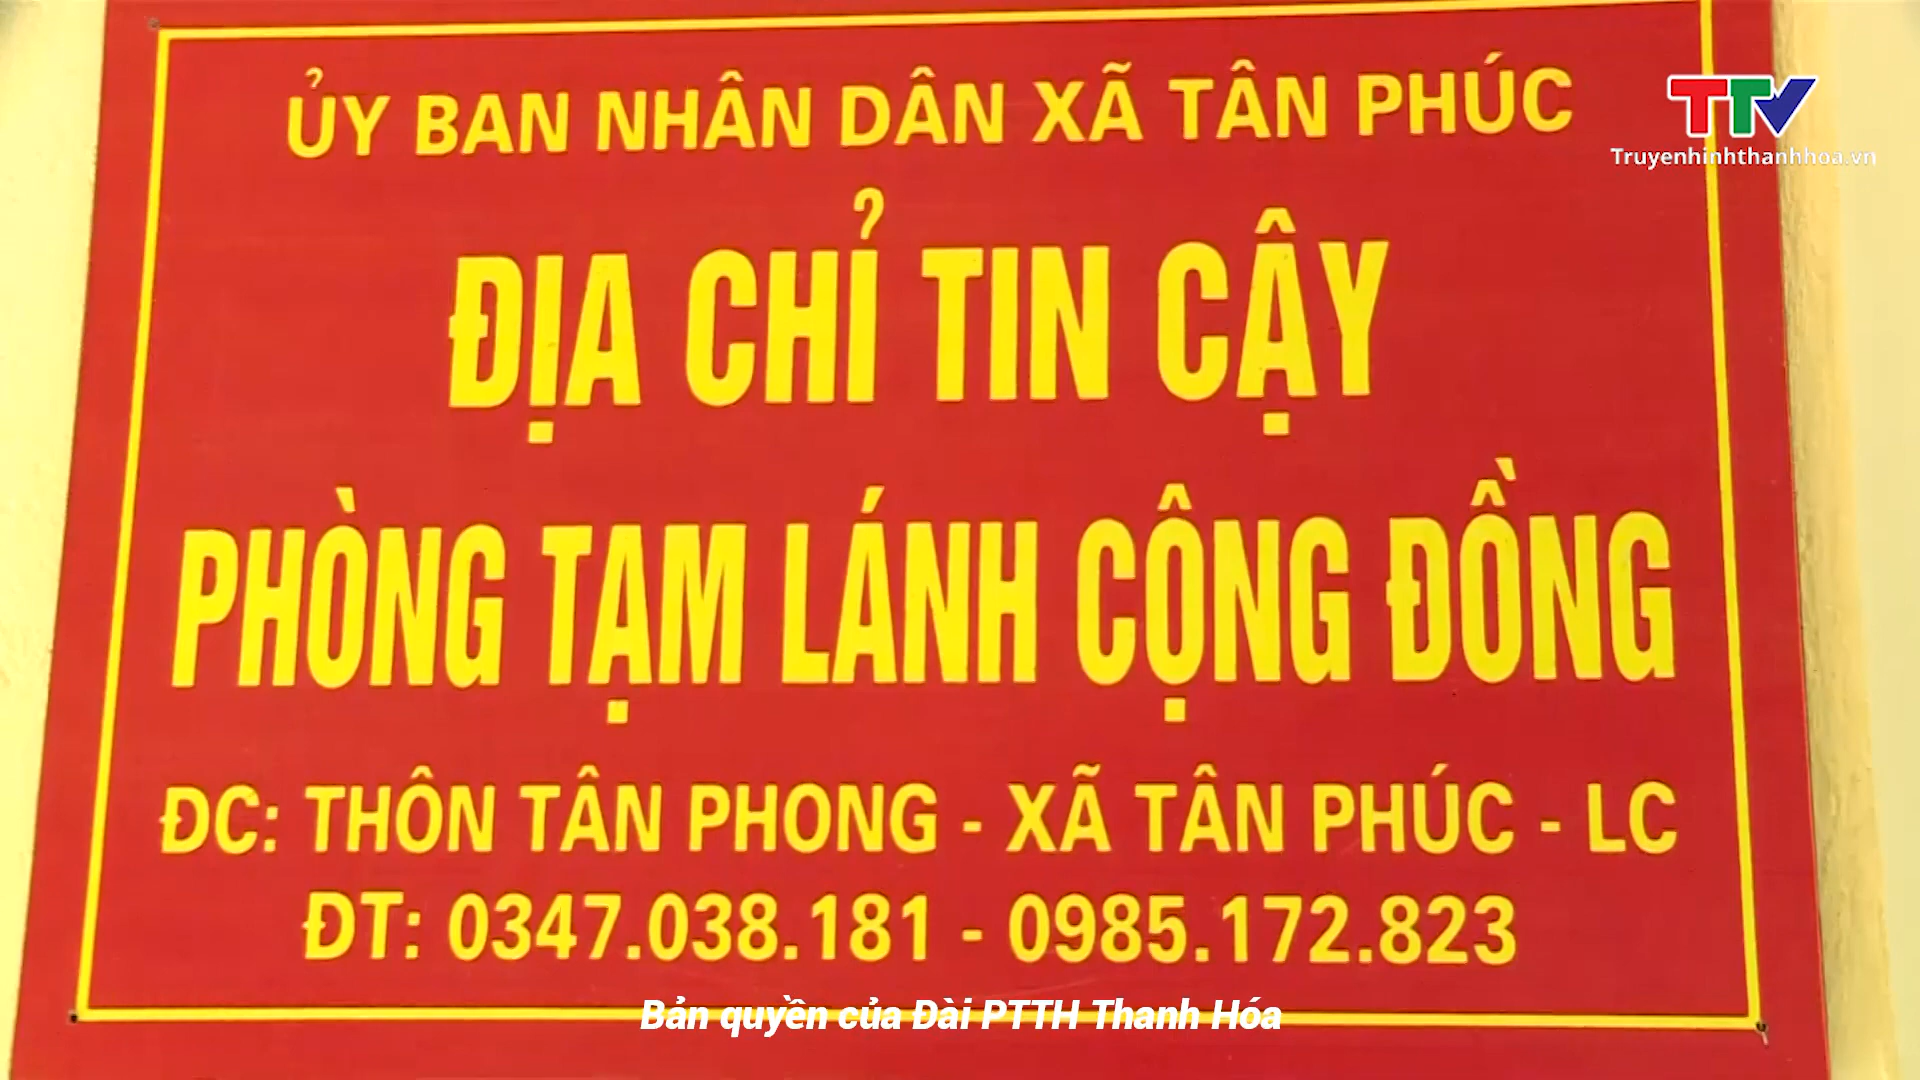 ỦY BAN NHÂN DÂN XÃ TÂN PHÚC
TTV
Truyenhinhthanhhoa.vn
ĐỊA CHỈ TIN CẬY
PHÒNG TẠM LÁNH CỘNG ĐỒNG
ĐC: THÔN TÂN PHONG - XÃ TÂN PHÚC - LC
ĐT: 0347.038.181 - 0985.172.823
Bản quyền của Đài PTTH Thanh Hóa